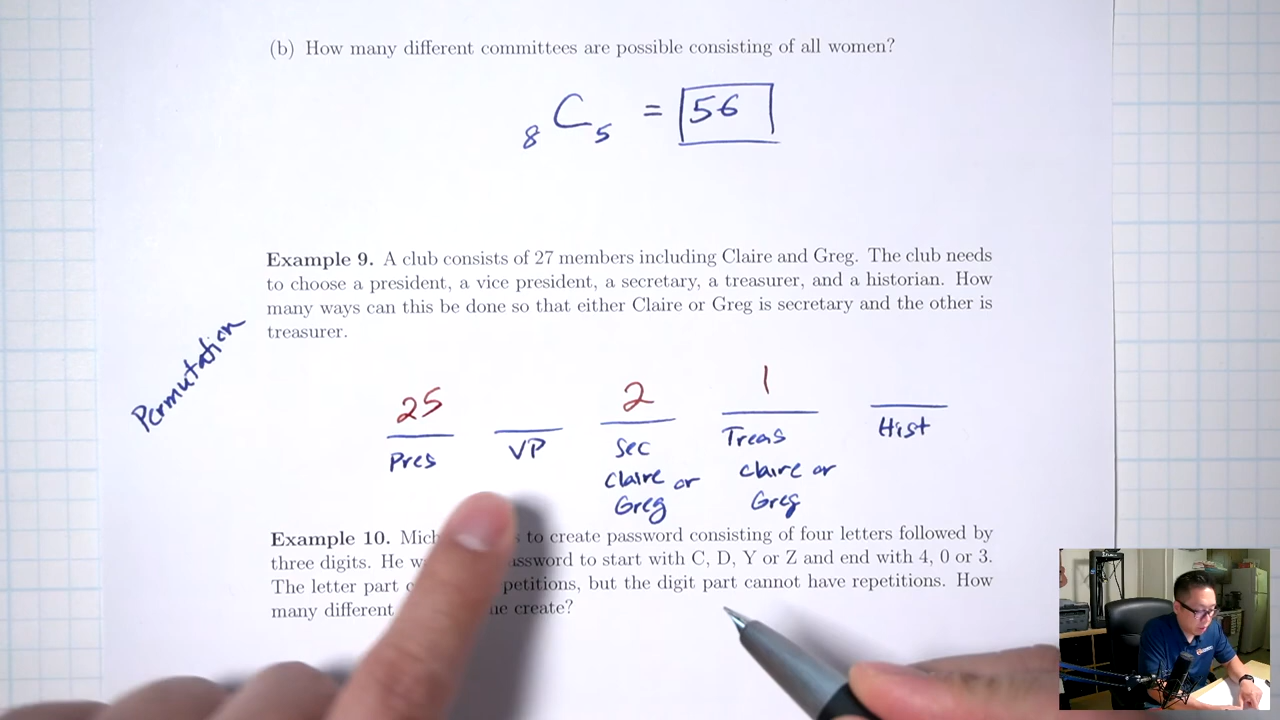 (b) How many different committees are possible consisting of all women?
8 C 5 = 56
Example 9. A club consists of 27 members including Claire and Greg. The club needs
to choose a president, a vice president, a secretary, a treasurer, and a historian. How
many ways can this be done so that either Claire or Greg is secretary and the other is
treasurer.
Permutation
25 2 1
Pres VP Sec Treas Hist
Claire or claire or
Greg Greg
Example 10. to create password consisting of four letters followed by
three digits. He to start with C, D, Y or Z and end with 4, 0 or 3.
The letter part but the digit part cannot have repetitions. How
many different create?